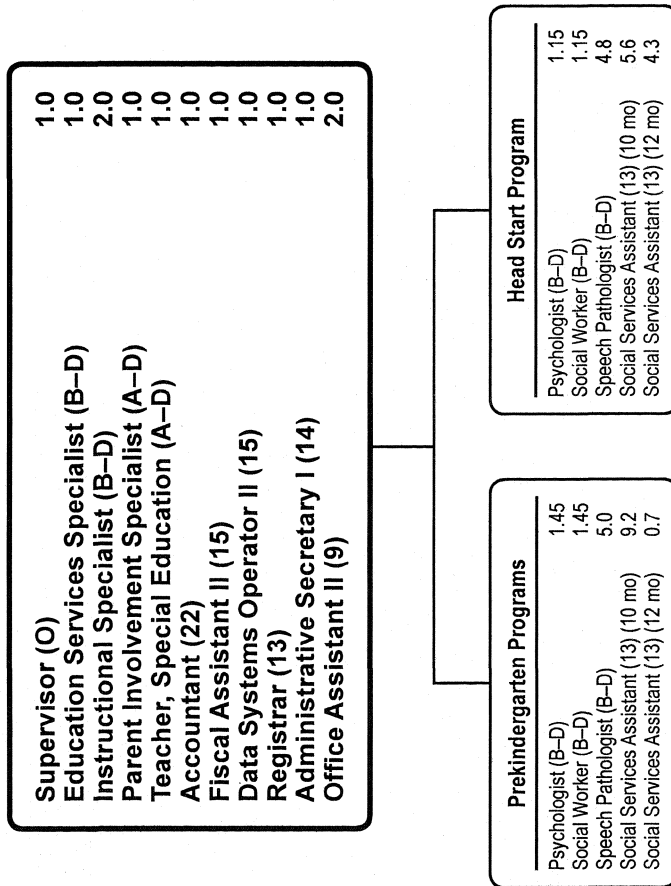 Supervisor (O) 1.0
Education Services Specialist (B–D) 1.0
Instructional Specialist (B–D) 2.0
Parent Involvement Specialist (A–D) 1.0
Teacher, Special Education (A–D) 1.0
Accountant (22) 1.0
Fiscal Assistant II (15) 1.0
Data Systems Operator II (15) 1.0
Registrar (13) 1.0
Administrative Secretary I (14) 1.0
Office Assistant II (9) 2.0
Prekindergarten Programs
Psychologist (B–D) 1.45
Social Worker (B–D) 1.45
Speech Pathologist (B–D) 5.0
Social Services Assistant (13) (10 mo) 9.2
Social Services Assistant (13) (12 mo) 0.7
Head Start Program
Psychologist (B–D) 1.15
Social Worker (B–D) 1.15
Speech Pathologist (B–D) 4.8
Social Services Assistant (13) (10 mo) 5.6
Social Services Assistant (13) (12 mo) 4.3